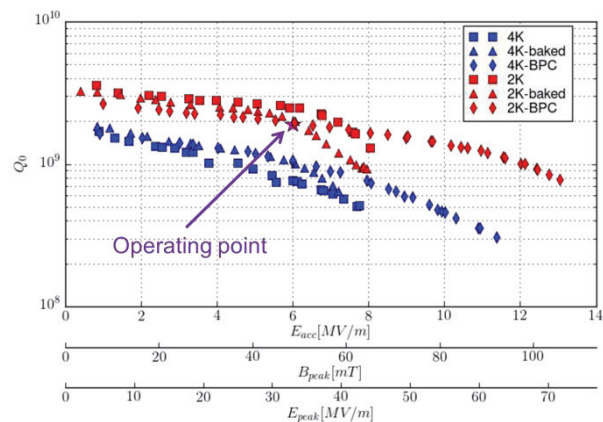 10^10
10^9
10^8
Q_0
4K
4K-baked
4K-BPC
2K
2K-baked
2K-BPC
Operating point
0 2 4 6 8 10 12 14
E_acc[MV/m]
0 20 40 60 80 100
B_peak[mT]
0 10 20 30 40 50 60 70
E_peak[MV/m]